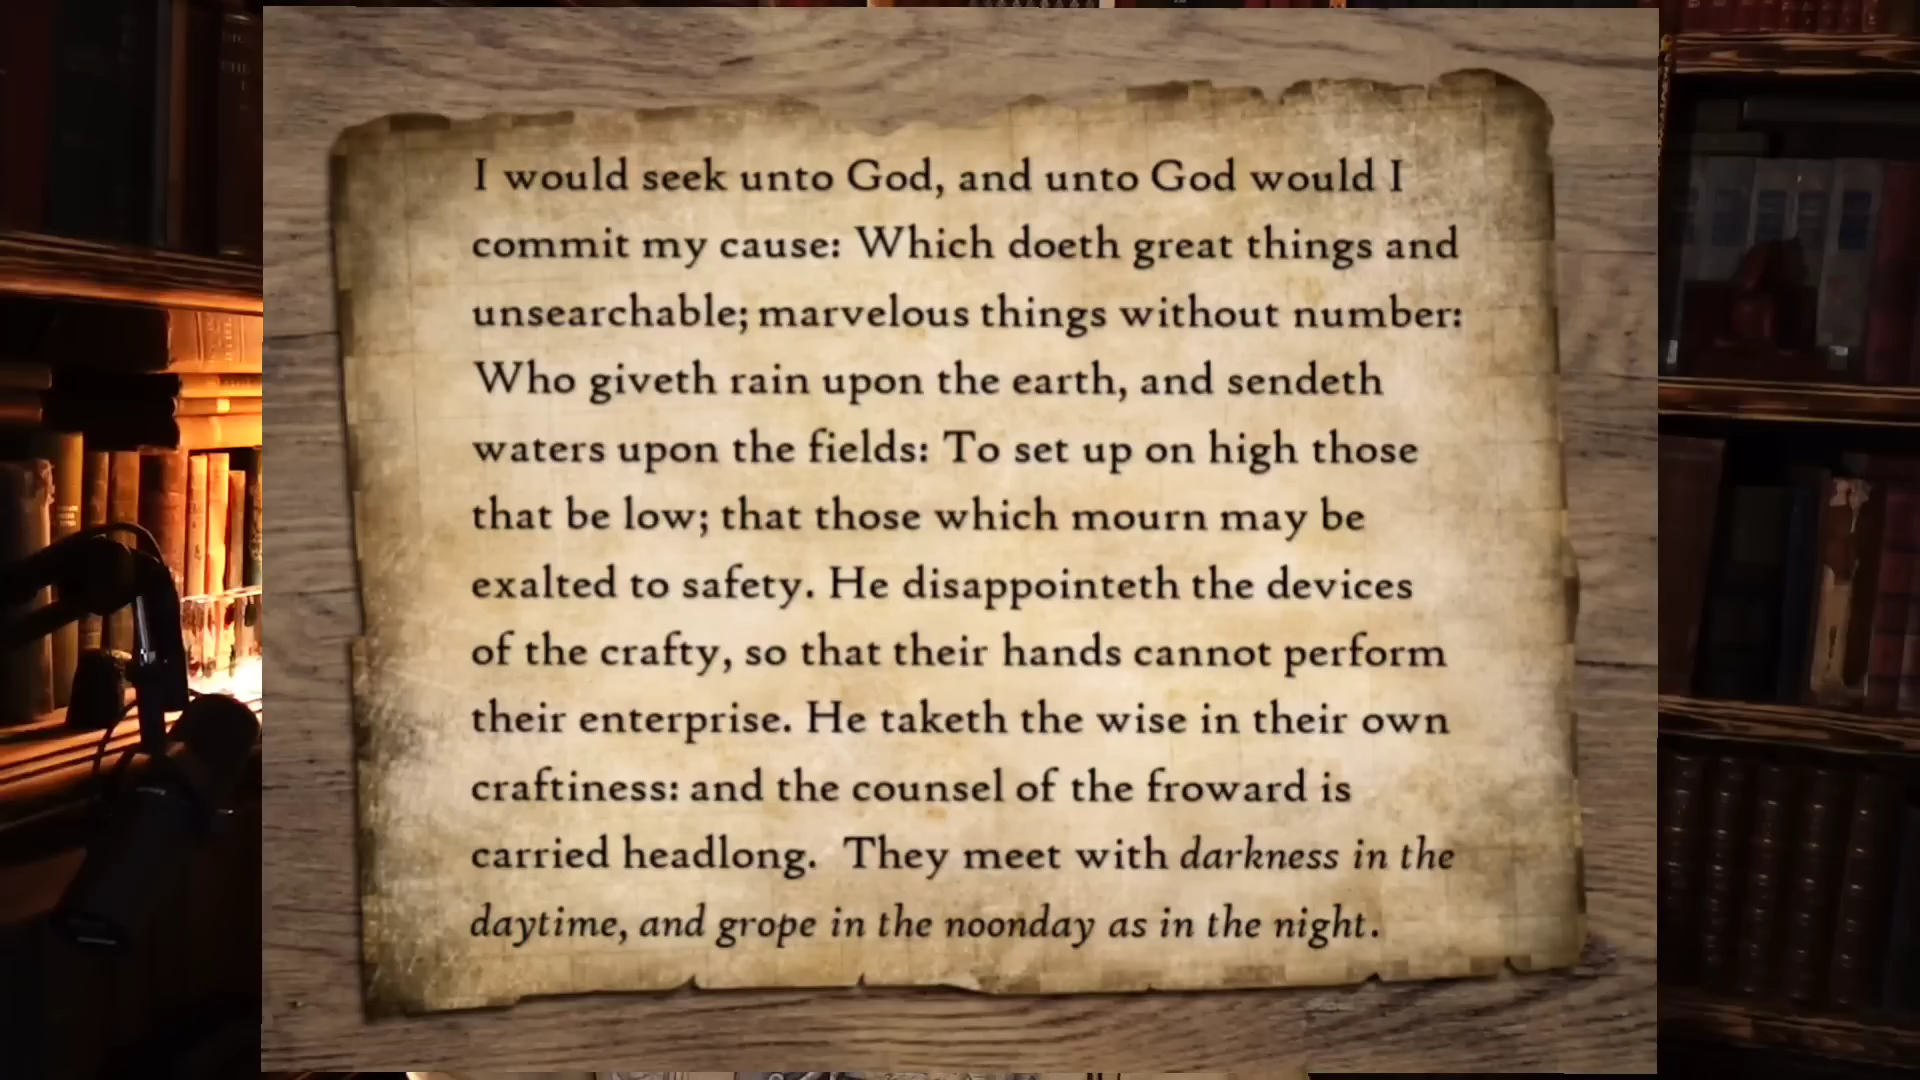 I would seek unto God, and unto God would I
commit my cause: Which doeth great things and
unsearchable; marvelous things without number:
Who giveth rain upon the earth, and sendeth
waters upon the fields: To set up on high those
that be low; that those which mourn may be
exalted to safety. He disappointeth the devices
of the crafty, so that their hands cannot perform
their enterprise. He taketh the wise in their own
craftiness: and the counsel of the froward is
carried headlong.  They meet with darkness in the
daytime, and grope in the noonday as in the night.